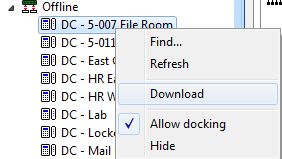 Offline
DC - 5-007 File Room
DC - 5-011
DC - East
DC - HR Ea
DC - HR W
DC - Lab
DC - Locke
DC - Mail
Find...
Refresh
Download
Allow docking
Hide